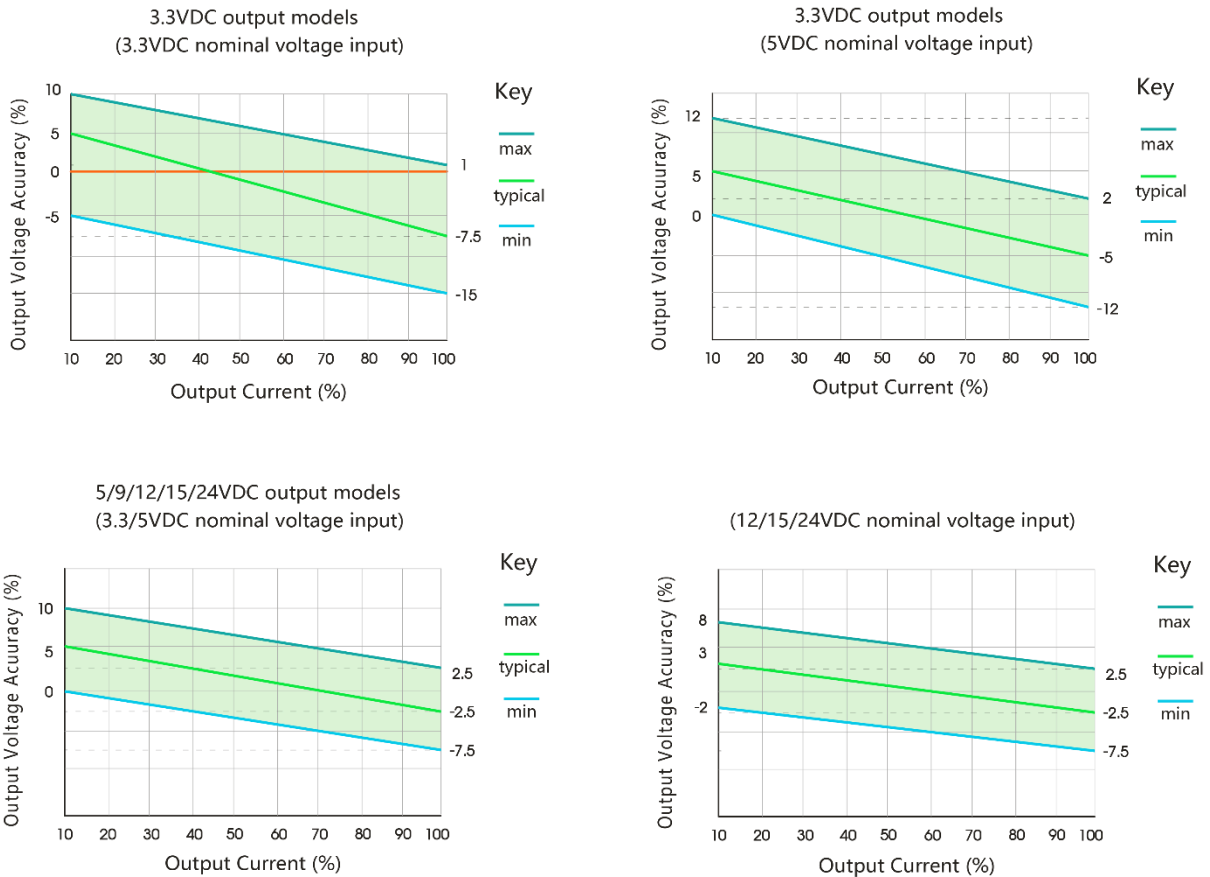 3.3VDC output models
(3.3VDC nominal voltage input)
Output Voltage Acuuracy (%)
10
5
0
-5
1
-7.5
-15
10 20 30 40 50 60 70 80 90 100
Output Current (%)
Key
max
typical
min
3.3VDC output models
(5VDC nominal voltage input)
Output Voltage Acuuracy (%)
12
5
0
2
-5
-12
10 20 30 40 50 60 70 80 90 100
Output Current (%)
Key
max
typical
min
5/9/12/15/24VDC output models
(3.3/5VDC nominal voltage input)
Output Voltage Acuuracy (%)
10
5
0
2.5
-2.5
-7.5
10 20 30 40 50 60 70 80 90 100
Output Current (%)
Key
max
typical
min
(12/15/24VDC nominal voltage input)
Output Voltage Acuuracy (%)
8
3
-2
2.5
-2.5
-7.5
10 20 30 40 50 60 70 80 90 100
Output Current (%)
Key
max
typical
min